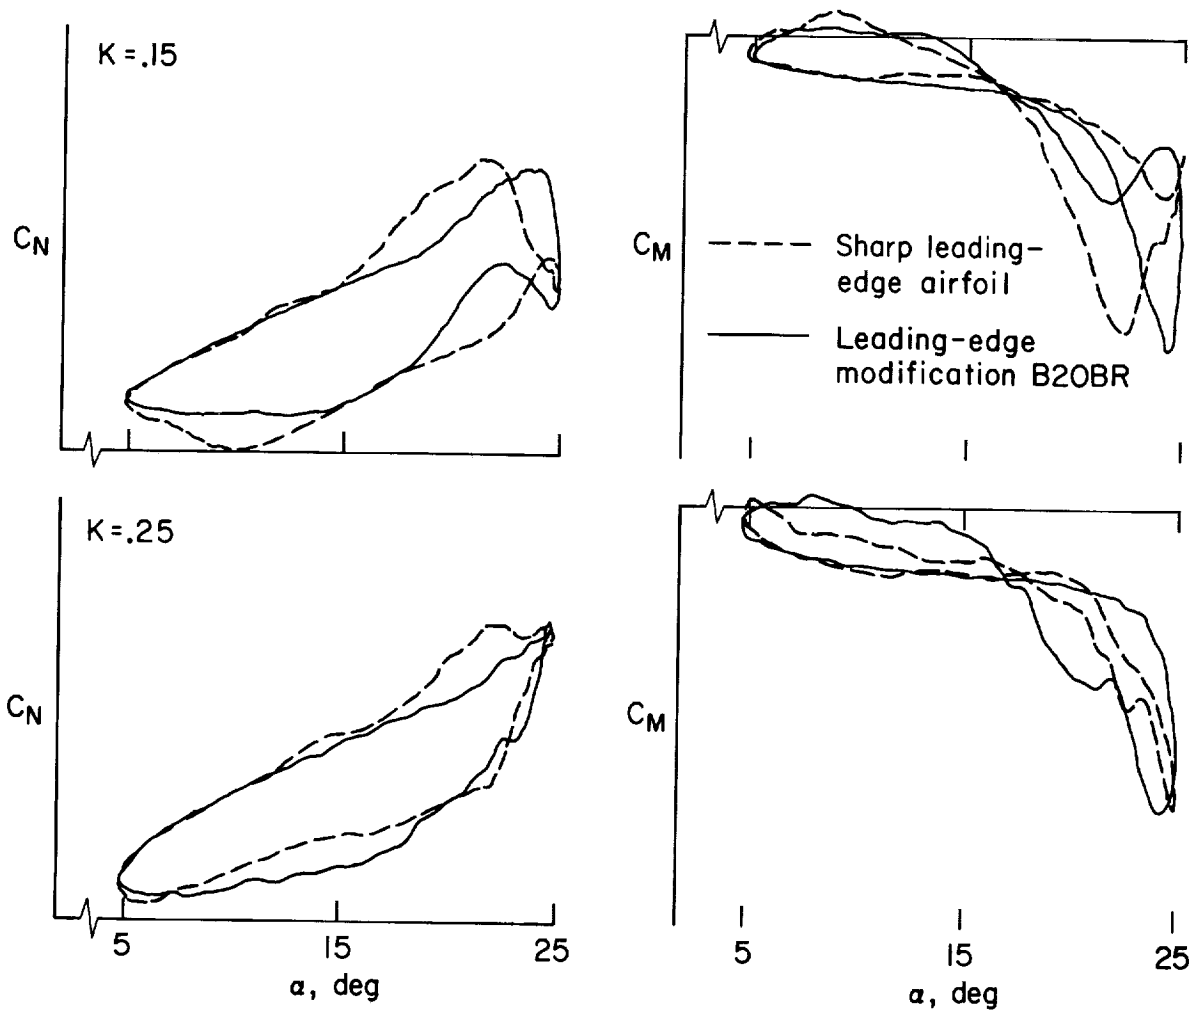 K = .15
C_N
C_M
Sharp leading-
edge airfoil
Leading-edge
modification B20BR
K = .25
C_N
C_M
5 15 25
α, deg
5 15 25
α, deg